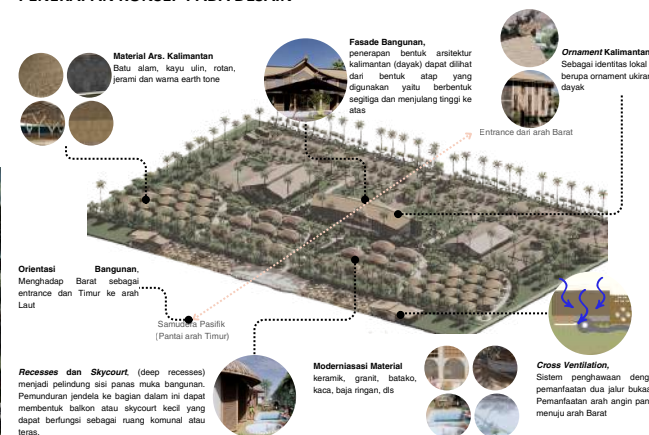 PENERAPAN KONSEP PADA DESAIN
Material Ars. Kalimantan
Batu alam, kayu ulin, rotan,
jerami dan warna earth tone
Fasade Bangunan,
penerapan bentuk arsitektur
kalimantan (dayak) dapat dilihat
dari bentuk atap yang
digunakan yaitu berbentuk
segitiga dan menjulang tinggi ke
atas
Ornament Kalimantan
Sebagai identitas lokal
berupa ornament ukiran
dayak
Entrance dari arah Barat
Orientasi Bangunan,
Menghadap Barat sebagai
entrance dan Timur ke arah
Laut
Samudera Pasifik
(Pantai arah Timur)
Recesses dan Skycourt, (deep recesses)
menjadi pelindung sisi panas muka bangunan.
Pemunduran jendela ke bagian dalam ini dapat
membentuk balkon atau skycourt kecil yang
dapat berfungsi sebagai ruang komunal atau
teras.
Moderniasasi Material
keramik, granit, batako,
kaca, baja ringan, dls
Cross Ventilation,
Sistem penghawaan deng
pemanfaatan dua jalur bukaa
Pemanfaatan arah angin pan
menuju arah Barat